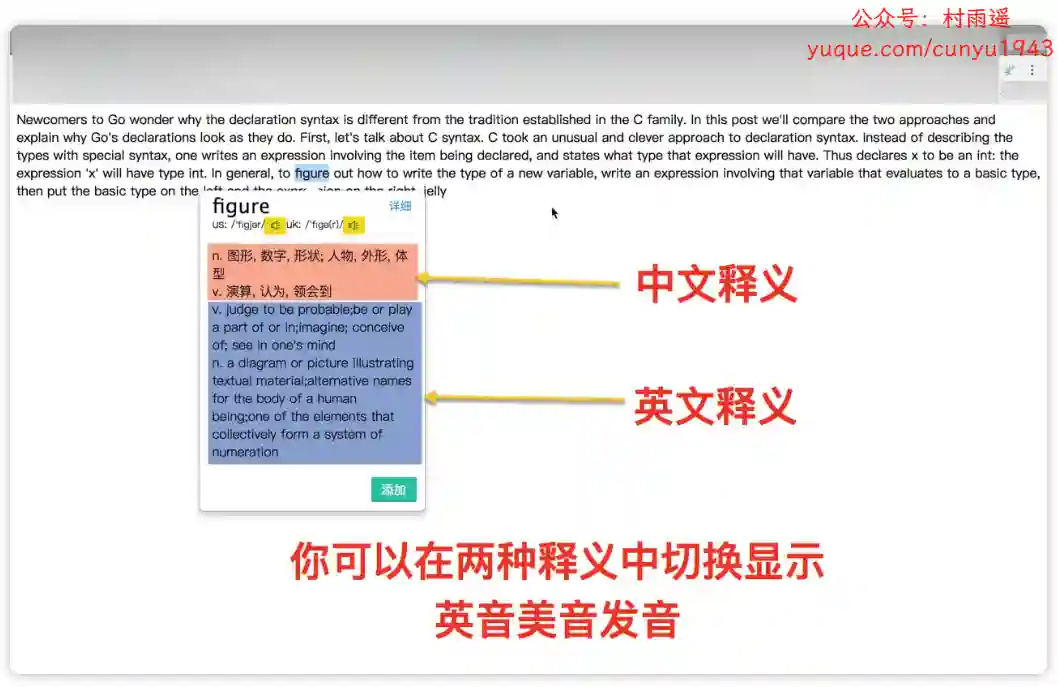 公众号：村雨遥
yuque.com/cunyu1943
Newcomers to Go wonder why the declaration syntax is different from the tradition established in the C family. In this post we'll compare the two approaches and
explain why Go's declarations look as they do. First, let's talk about C syntax. C took an unusual and clever approach to declaration syntax. Instead of describing the
types with special syntax, one writes an expression involving the item being declared, and states what type that expression will have. Thus declares x to be an int: the
expression 'x' will have type int. In general, to figure out how to write the type of a new variable, write an expression involving that variable that evaluates to a basic type,
then put the basic type on the left and the expr sion on the right. jelly
figure
详细
us: /'fɪgjər/ uk: /'fɪgə(r)/
n. 图形, 数字, 形状; 人物, 外形, 体
型
v. 演算, 认为, 领会到
v. judge to be probable;be or play
a part of or in;imagine; conceive
of; see in one's mind
n. a diagram or picture illustrating
textual material;alternative names
for the body of a human
being;one of the elements that
collectively form a system of
numeration
添加
中文释义
英文释义
你可以在两种释义中切换显示
英音美音发音